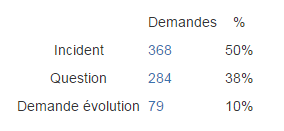 Demandes %
Incident 368 50%
Question 284 38%
Demande évolution 79 10%